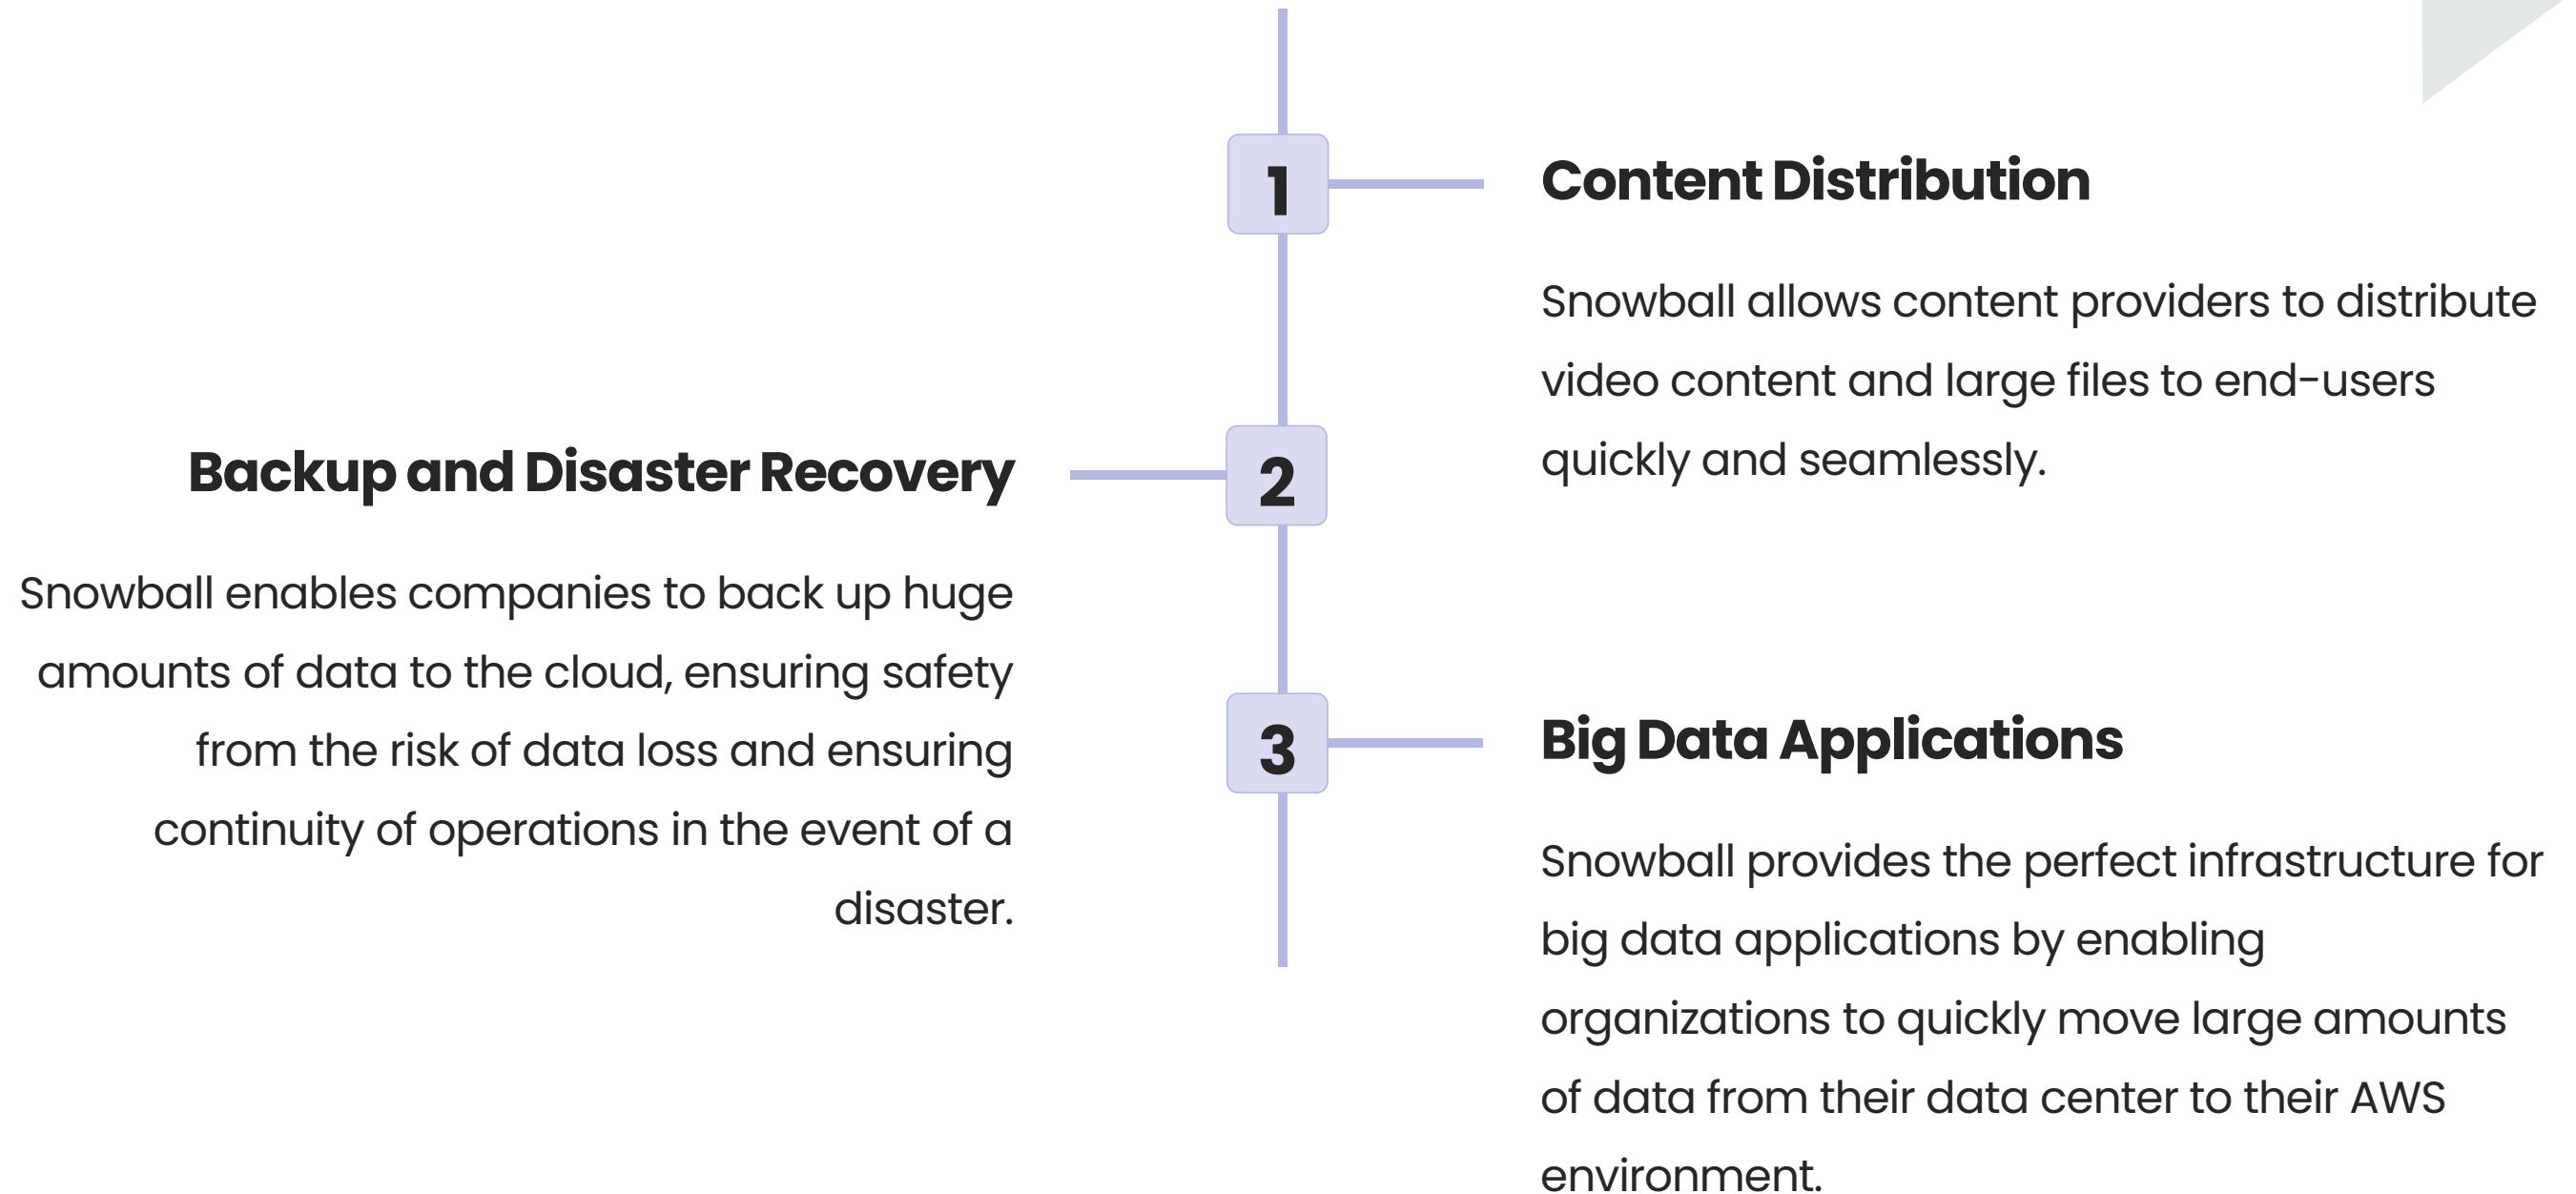 1
Content Distribution
Snowball allows content providers to distribute
video content and large files to end-users
quickly and seamlessly.
2
Backup and Disaster Recovery
Snowball enables companies to back up huge
amounts of data to the cloud, ensuring safety
from the risk of data loss and ensuring
continuity of operations in the event of a
disaster.
3
Big Data Applications
Snowball provides the perfect infrastructure for
big data applications by enabling
organizations to quickly move large amounts
of data from their data center to their AWS
environment.